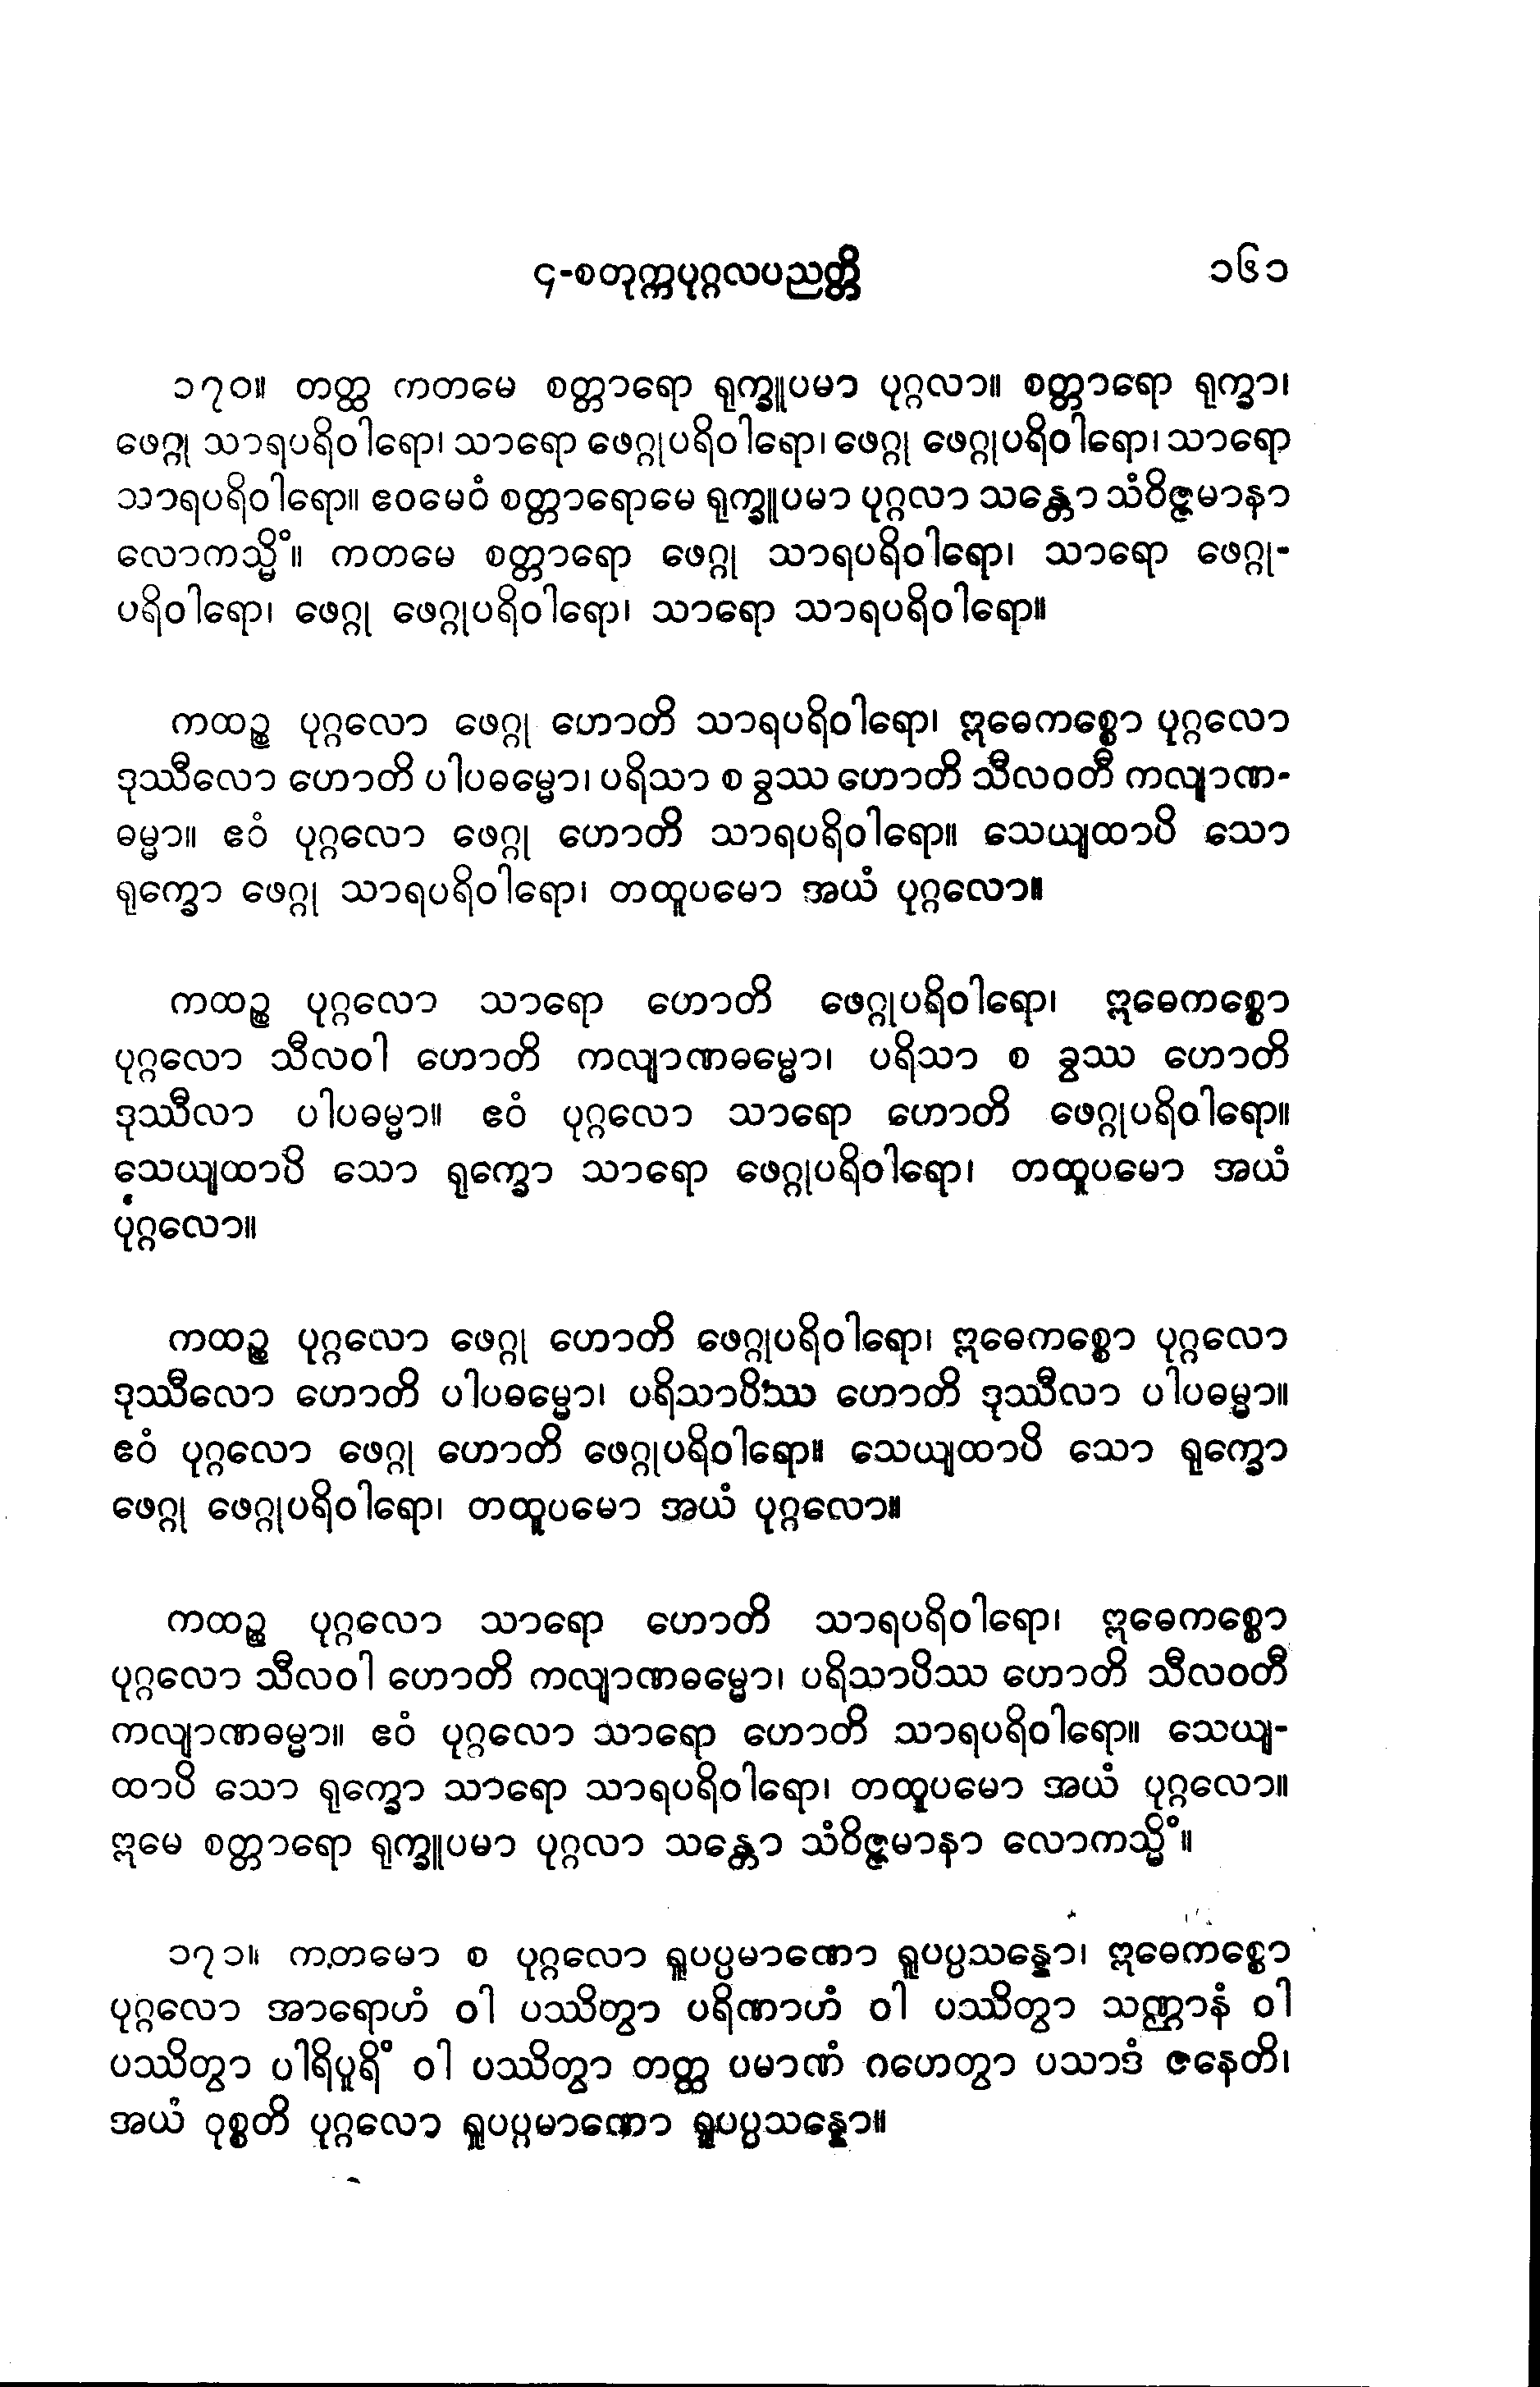 ၄-စတုက္ကပုဂ္ဂလပညတ္တိ ၁၆၁
၁၇၀။ တတ္ထ ကတမေ စတ္တာရော ရုက္ခူပမာ ပုဂ္ဂလာ။ စတ္တာရော ရုက္ခာ၊
ဖေဂ္ဂု သာရပရိဝါရော၊ သာရော ဖေဂ္ဂုပရိဝါရော၊ ဖေဂ္ဂု ဖေဂ္ဂုပရိဝါရော၊ သာရော
သာရပရိဝါရော။ ဧဝမေဝံ စတ္တာရောမေ ရုက္ခူပမာ ပုဂ္ဂလာ သန္တော သံဝိဇ္ဇမာနာ
လောကသ္မိံ။ ကတမေ စတ္တာရော ဖေဂ္ဂု သာရပရိဝါရော၊ သာရော ဖေဂ္ဂု-
ပရိဝါရော၊ ဖေဂ္ဂု ဖေဂ္ဂုပရိဝါရော၊ သာရော သာရပရိဝါရော။
ကထဉ္စ ပုဂ္ဂလော ဖေဂ္ဂု ဟောတိ သာရပရိဝါရော၊ ဣဓေကစ္စော ပုဂ္ဂလော
ဒုဿီလော ဟောတိ ပါပဓမ္မော၊ ပရိသာ စ ခွဿ ဟောတိ သီလဝတီ ကလျာဏ-
ဓမ္မာ။ ဧဝံ ပုဂ္ဂလော ဖေဂ္ဂု ဟောတိ သာရပရိဝါရော။ သေယျထာပိ သော
ရုက္ခော ဖေဂ္ဂု သာရပရိဝါရော၊ တထူပမော အယံ ပုဂ္ဂလော။
ကထဉ္စ ပုဂ္ဂလော သာရော ဟောတိ ဖေဂ္ဂုပရိဝါရော၊ ဣဓေကစ္စော
ပုဂ္ဂလော သီလဝါ ဟောတိ ကလျာဏဓမ္မော၊ ပရိသာ စ ခွဿ ဟောတိ
ဒုဿီလာ ပါပဓမ္မာ။ ဧဝံ ပုဂ္ဂလော သာရော ဟောတိ ဖေဂ္ဂုပရိဝါရော။
သေယျထာပိ သော ရုက္ခော သာရော ဖေဂ္ဂုပရိဝါရော၊ တထူပမော အယံ
ပုဂ္ဂလော။
ကထဉ္စ ပုဂ္ဂလော ဖေဂ္ဂု ဟောတိ ဖေဂ္ဂုပရိဝါရော၊ ဣဓေကစ္စော ပုဂ္ဂလော
ဒုဿီလော ဟောတိ ပါပဓမ္မော၊ ပရိသာပိဿ ဟောတိ ဒုဿီလာ ပါပဓမ္မာ။
ဧဝံ ပုဂ္ဂလော ဖေဂ္ဂု ဟောတိ ဖေဂ္ဂုပရိဝါရော။ သေယျထာပိ သော ရုက္ခော
ဖေဂ္ဂု ဖေဂ္ဂုပရိဝါရော၊ တထူပမော အယံ ပုဂ္ဂလော။
ကထဉ္စ ပုဂ္ဂလော သာရော ဟောတိ သာရပရိဝါရော၊ ဣဓေကစ္စော
ပုဂ္ဂလော သီလဝါ ဟောတိ ကလျာဏဓမ္မော၊ ပရိသာပိဿ ဟောတိ သီလဝတီ
ကလျာဏဓမ္မာ။ ဧဝံ ပုဂ္ဂလော သာရော ဟောတိ သာရပရိဝါရော။ သေယျ-
ထာပိ သော ရုက္ခော သာရော သာရပရိဝါရော၊ တထူပမော အယံ ပုဂ္ဂလော။
ဣမေ စတ္တာရော ရုက္ခူပမာ ပုဂ္ဂလာ သန္တော သံဝိဇ္ဇမာနာ လောကသ္မိံ။
၁၇၁။ ကတမော စ ပုဂ္ဂလော ရူပပ္ပမာဏော ရူပပ္ပသန္နော၊ ဣဓေကစ္စော
ပုဂ္ဂလော အာရောဟံ ဝါ ပဿိတွာ ပရိဏာဟံ ဝါ ပဿိတွာ သဏ္ဌာနံ ဝါ
ပဿိတွာ ပါရိပူရိံ ဝါ ပဿိတွာ တတ္ထ ပမာဏံ ဂဟေတွာ ပသာဒံ ဇနေတိ၊
အယံ ဝုစ္စတိ ပုဂ္ဂလော ရူပပ္ပမာဏော ရူပပ္ပသန္နော။